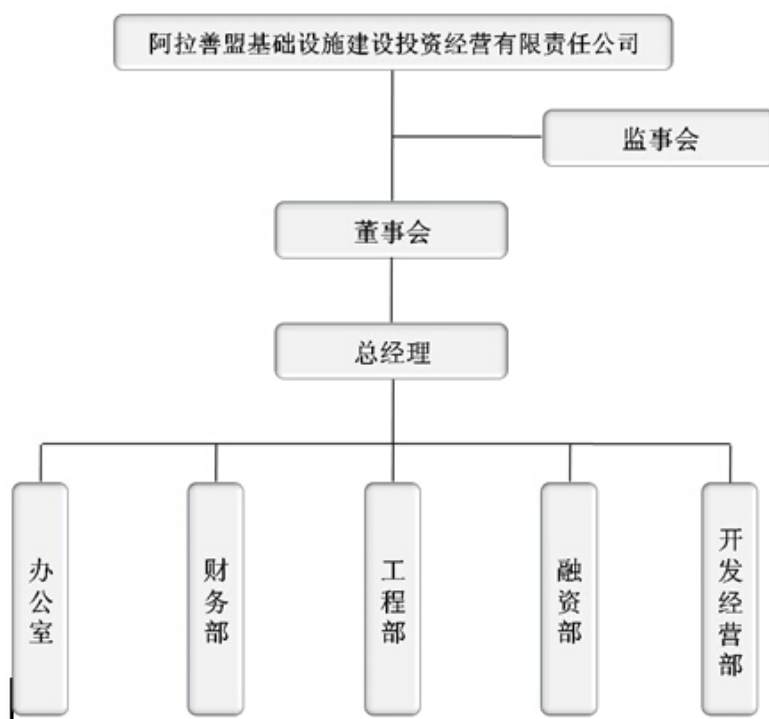 阿拉善盟基础设施建设投资经营有限责任公司
监事会
董事会
总经理
办公室
财务部
工程部
融资部
开发经营部